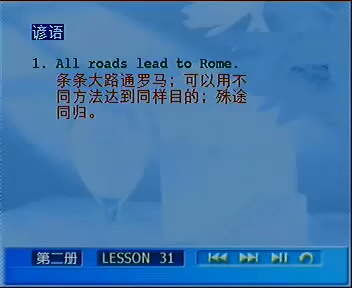 谚语
1. All roads lead to Rome.
条条大路通罗马；可以用不
同方法达到同样目的；殊途
同归。
第二册 LESSON 31